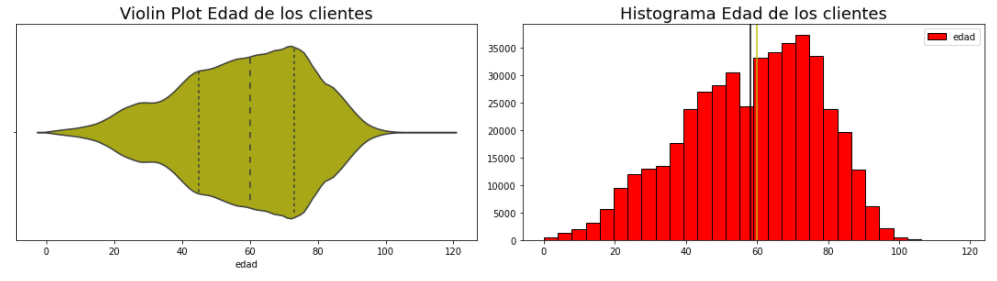 Violin Plot Edad de los clientes
0 20 40 60 80 100 120
edad
Histograma Edad de los clientes
edad
35000
30000
25000
20000
15000
10000
5000
0
0 20 40 60 80 100 120